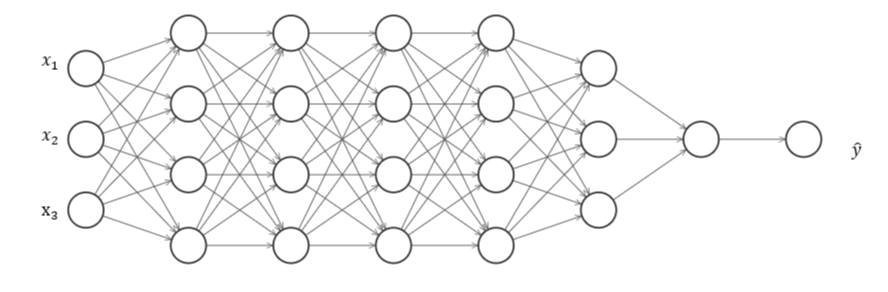 x₁
x₂
x₃
ŷ